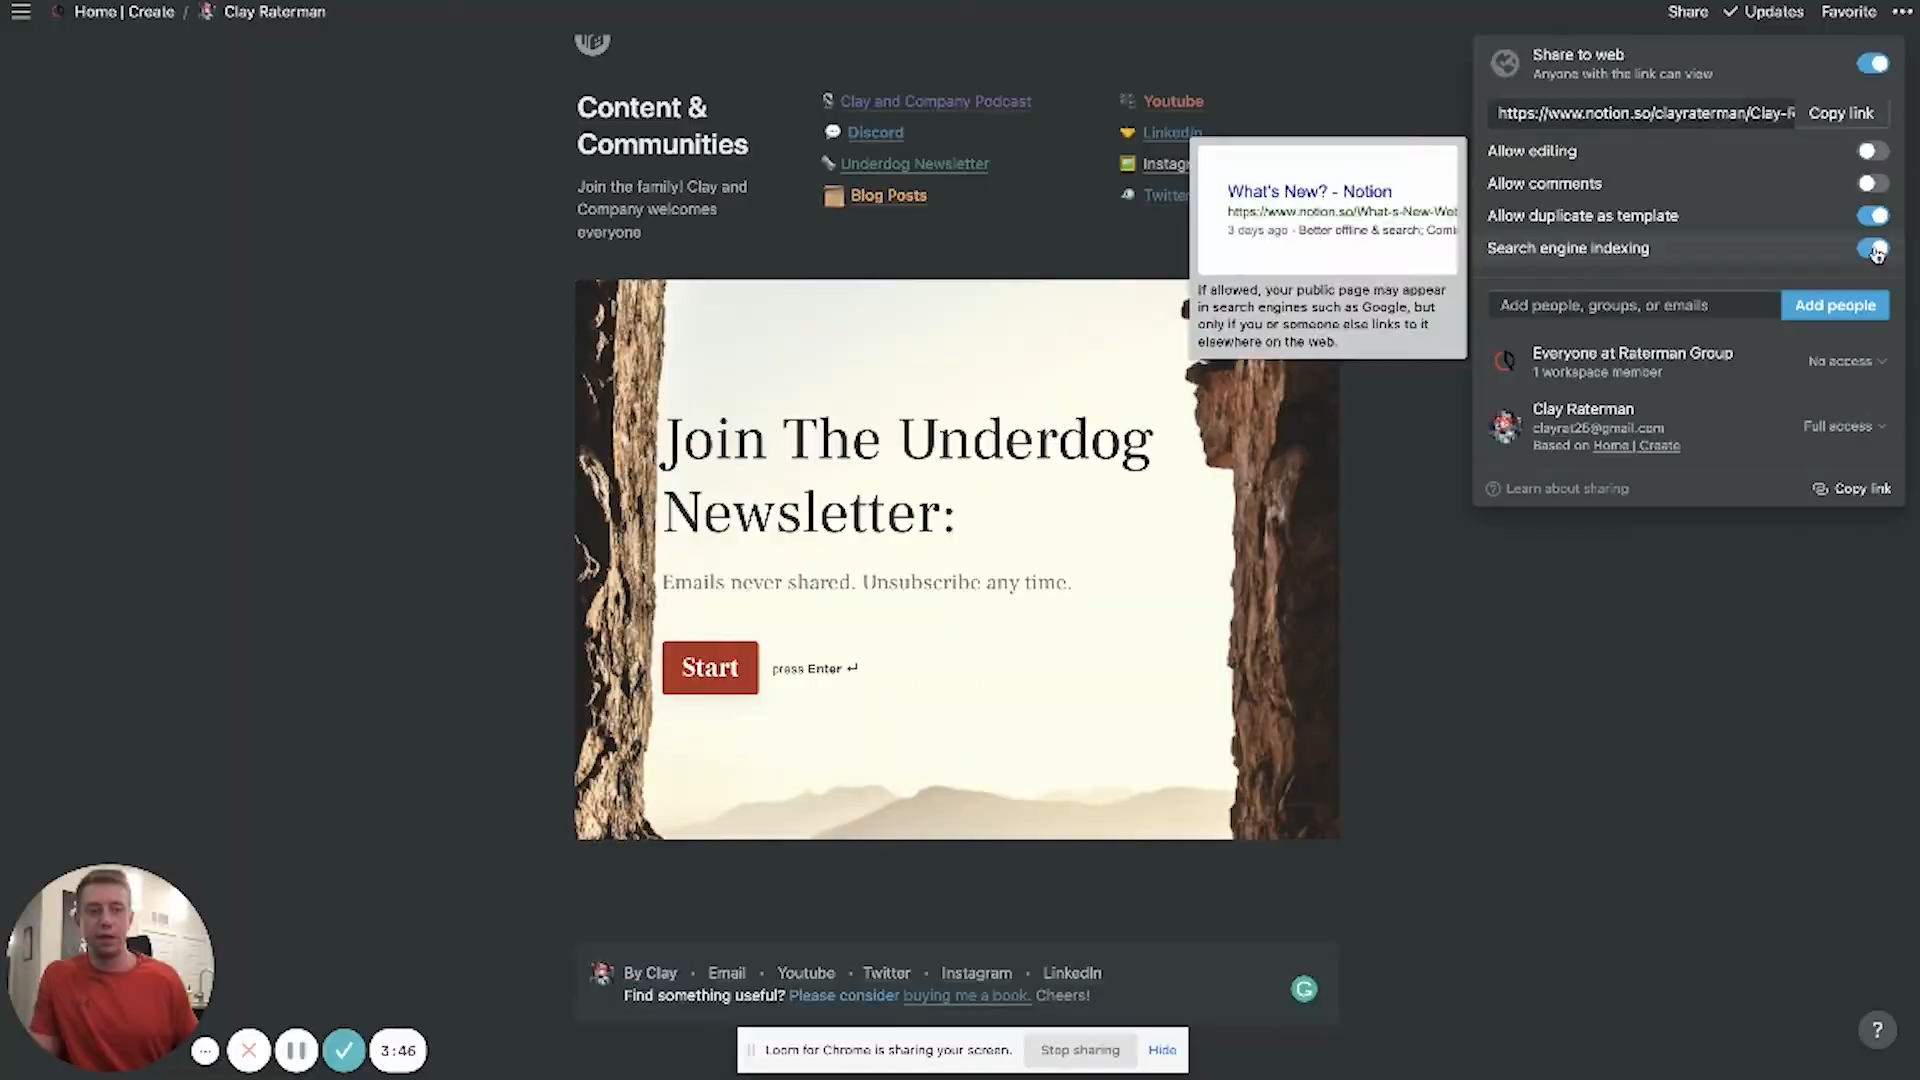 Home | Create / Clay Raterman
Share Updates Favorite
Content &
Communities
Join the family! Clay and
Company welcomes
everyone
Clay and Company Podcast
Discord
Underdog Newsletter
Blog Posts
Youtube
LinkedIn
Instagr
Twitter
What's New? - Notion
https://www.notion.so/What-s-New-Wel
3 days ago - Better offline & search; Comi
If allowed, your public page may appear
in search engines such as Google, but
only if you or someone else links to it
elsewhere on the web.
Share to web
Anyone with the link can view
https://www.notion.so/clayraterman/Clay-R Copy link
Allow editing
Allow comments
Allow duplicate as template
Search engine indexing
Add people, groups, or emails Add people
Everyone at Raterman Group
1 workspace member
No access
Clay Raterman
clayrat25@gmail.com
Based on Home | Create
Full access
Learn about sharing Copy link
Join The Underdog
Newsletter:
Emails never shared. Unsubscribe any time.
Start press Enter ↵
By Clay • Email • Youtube • Twitter • Instagram • LinkedIn
Find something useful? Please consider buying me a book. Cheers!
G
?
3:46
Loom for Chrome is sharing your screen. Stop sharing Hide